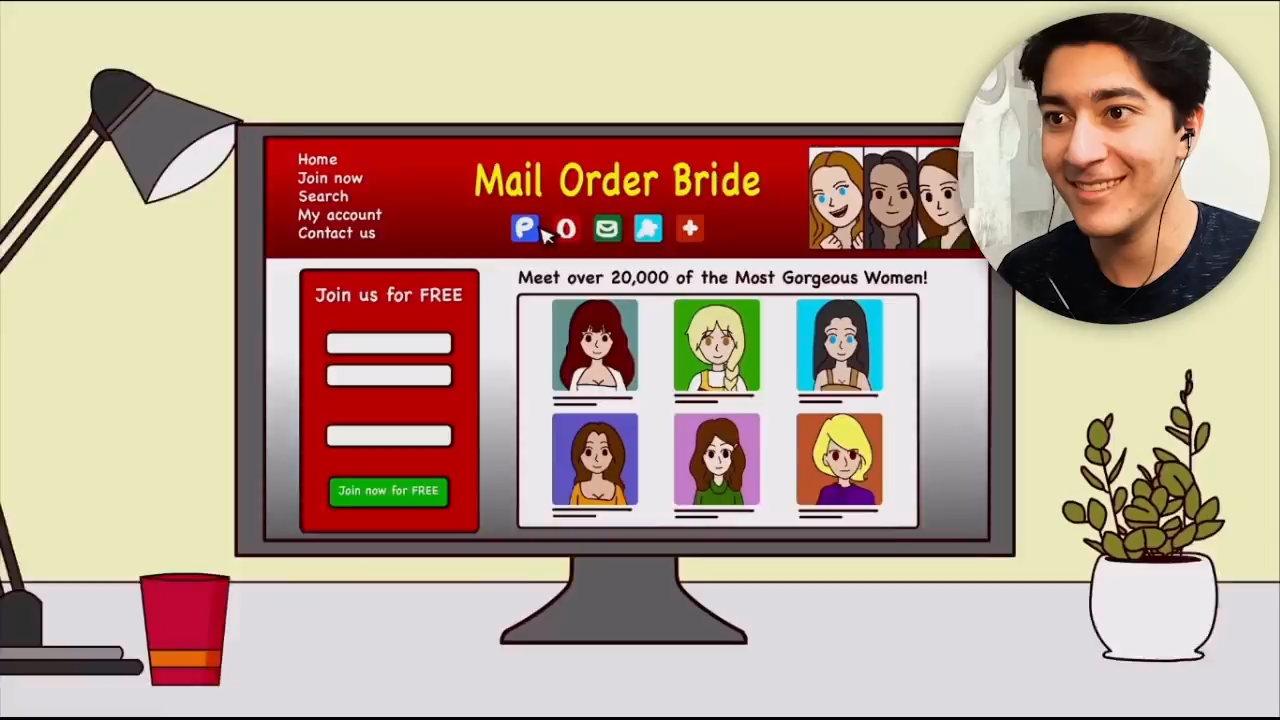 Home
Join now
Search
My account
Contact us
Mail Order Bride
Join us for FREE
Join now for FREE
Meet over 20,000 of the Most Gorgeous Women!